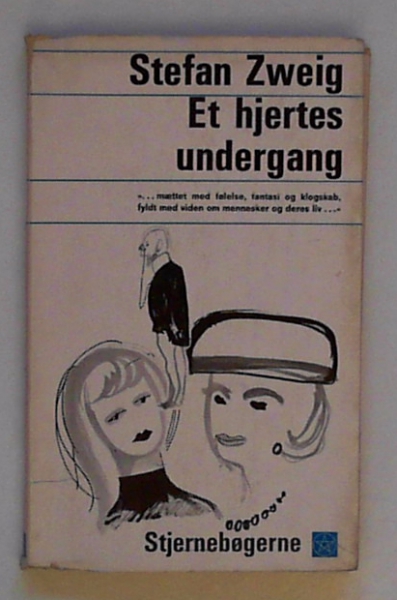 Stefan Zweig
Et hjertes
undergang
»... mættet med følelse, fantasi og klogskab,
fyldt med viden om mennesker og deres liv ...«
Stjernebøgerne